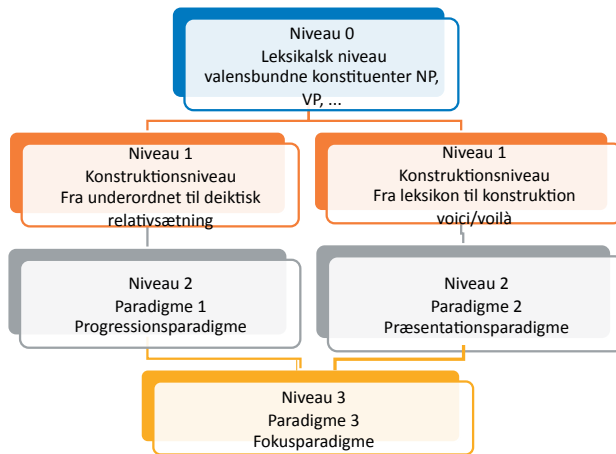 Niveau 0
Leksikalsk niveau
valensbundne konstituenter NP,
VP, ...
Niveau 1
Konstruktionsniveau
Fra underordnet til deiktisk
relativsætning
Niveau 1
Konstruktionsniveau
Fra leksikon til konstruktion
voici/voilà
Niveau 2
Paradigme 1
Progressionsparadigme
Niveau 2
Paradigme 2
Præsentationsparadigme
Niveau 3
Paradigme 3
Fokusparadigme